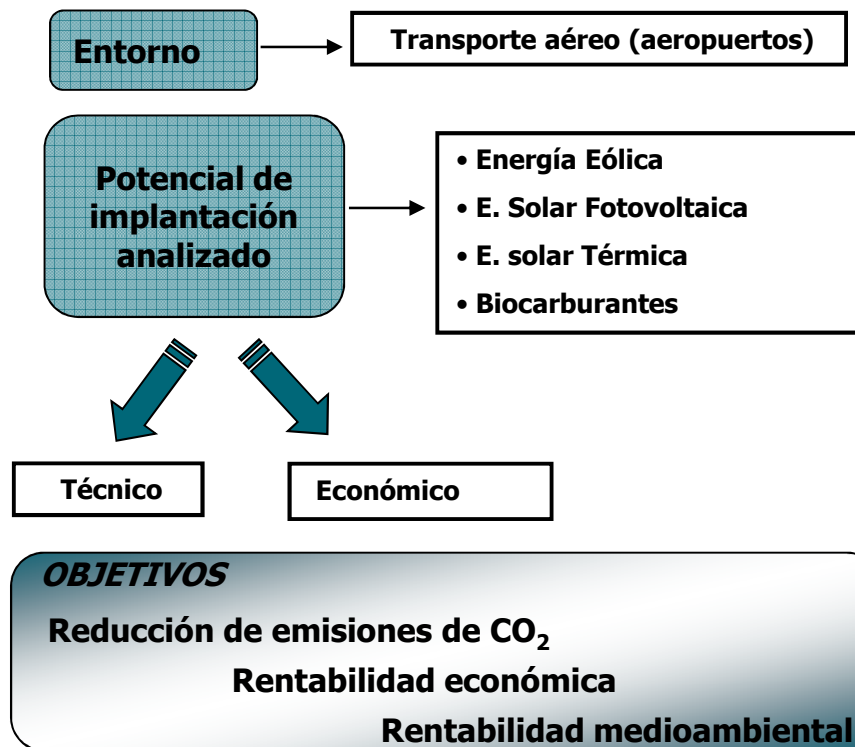 Entorno
Transporte aéreo (aeropuertos)
Potencial de
implantación
analizado
• Energía Eólica
• E. Solar Fotovoltaica
• E. solar Térmica
• Biocarburantes
Técnico
Económico
OBJETIVOS
Reducción de emisiones de CO₂
Rentabilidad económica
Rentabilidad medioambiental